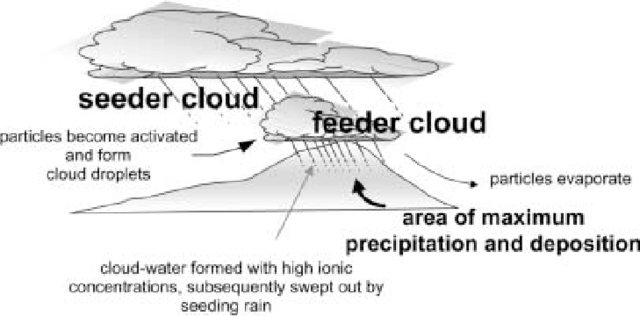 seeder cloud
feeder cloud
particles become activated
and form
cloud droplets
particles evaporate
area of maximum
precipitation and deposition
cloud-water formed with high ionic
concentrations, subsequently swept out by
seeding rain